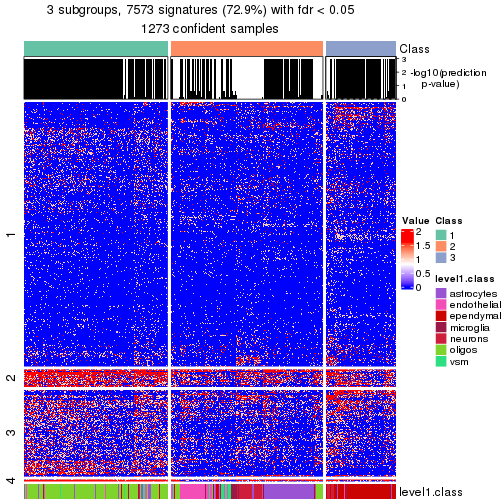 3 subgroups, 7573 signatures (72.9%) with fdr < 0.05
1273 confident samples
Class
3
2
1
0
-log10(prediction
p-value)
1
2
3
4
Value
2
1.5
1
0.5
0
Class
1
2
3
level1.class
astrocytes
endothelial
ependymal
microglia
neurons
oligos
vsm
level1.class